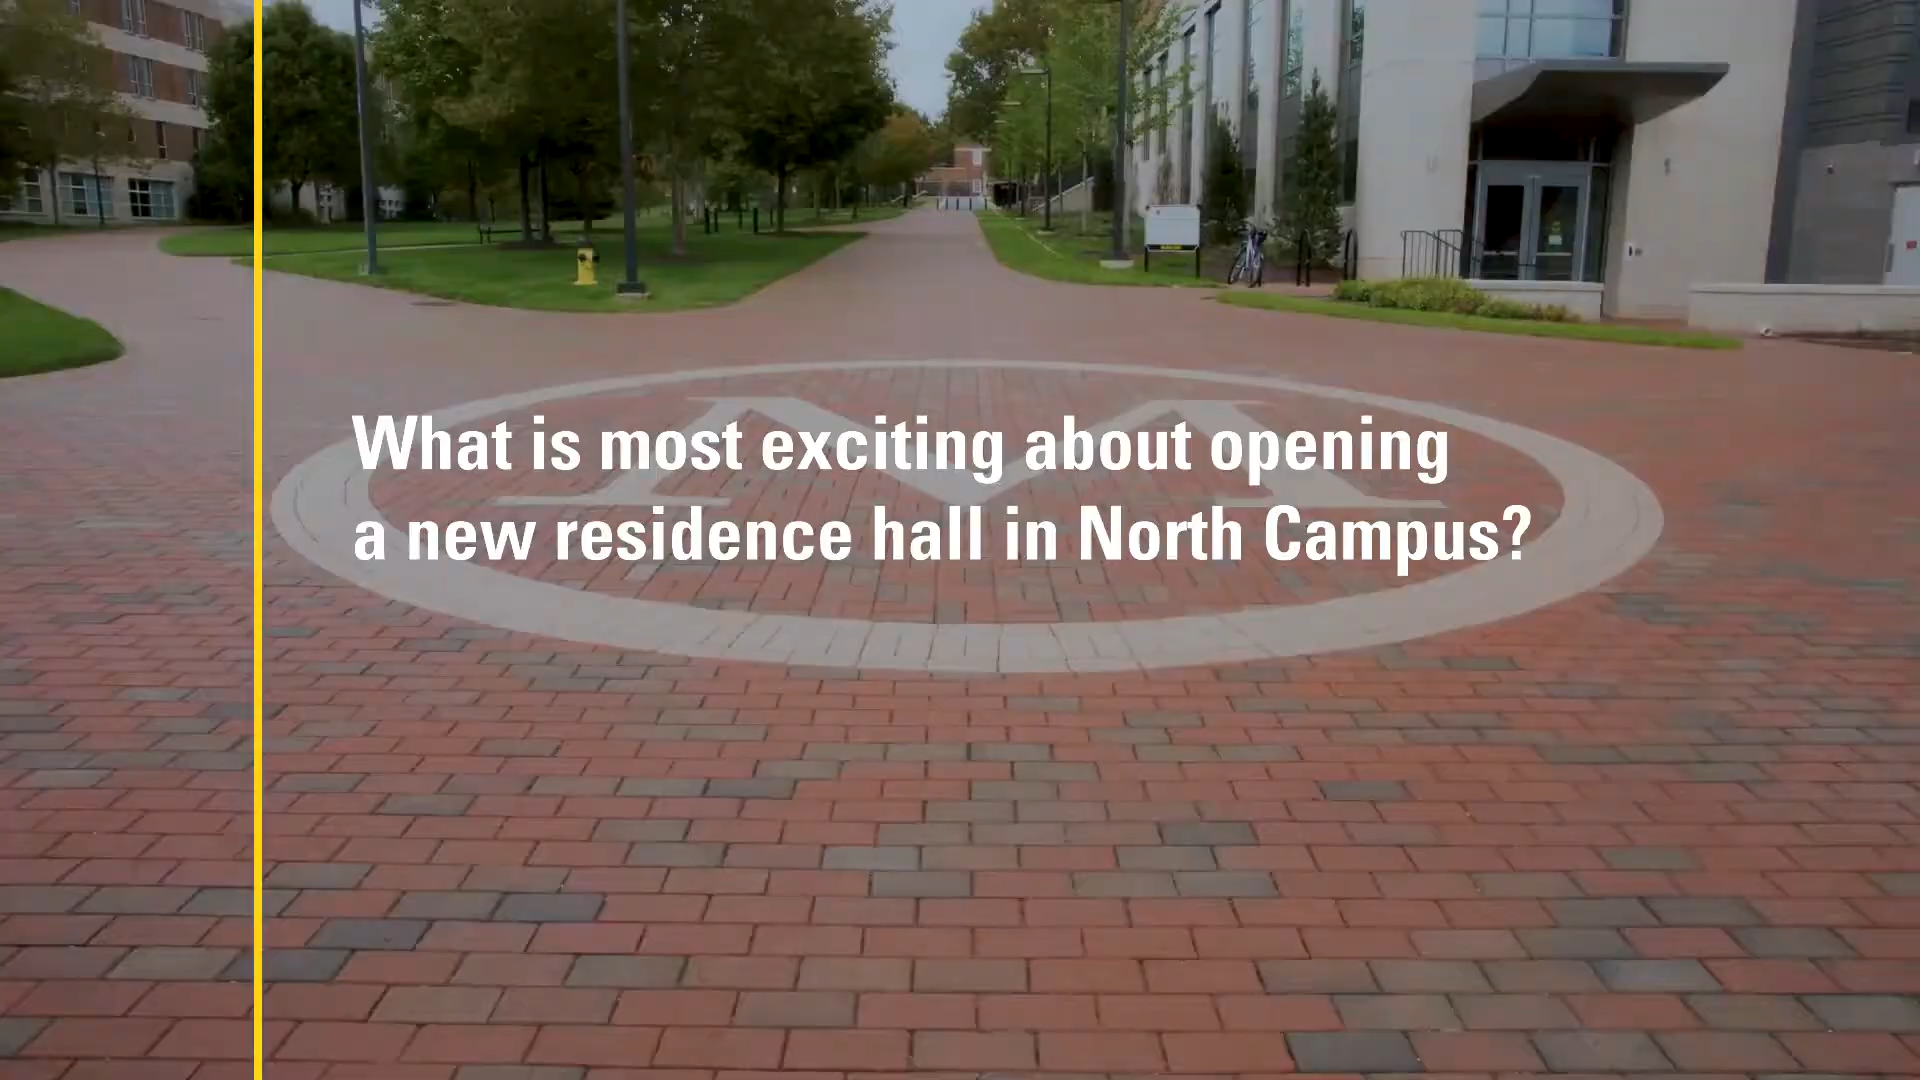 What is most exciting about opening
a new residence hall in North Campus?
M